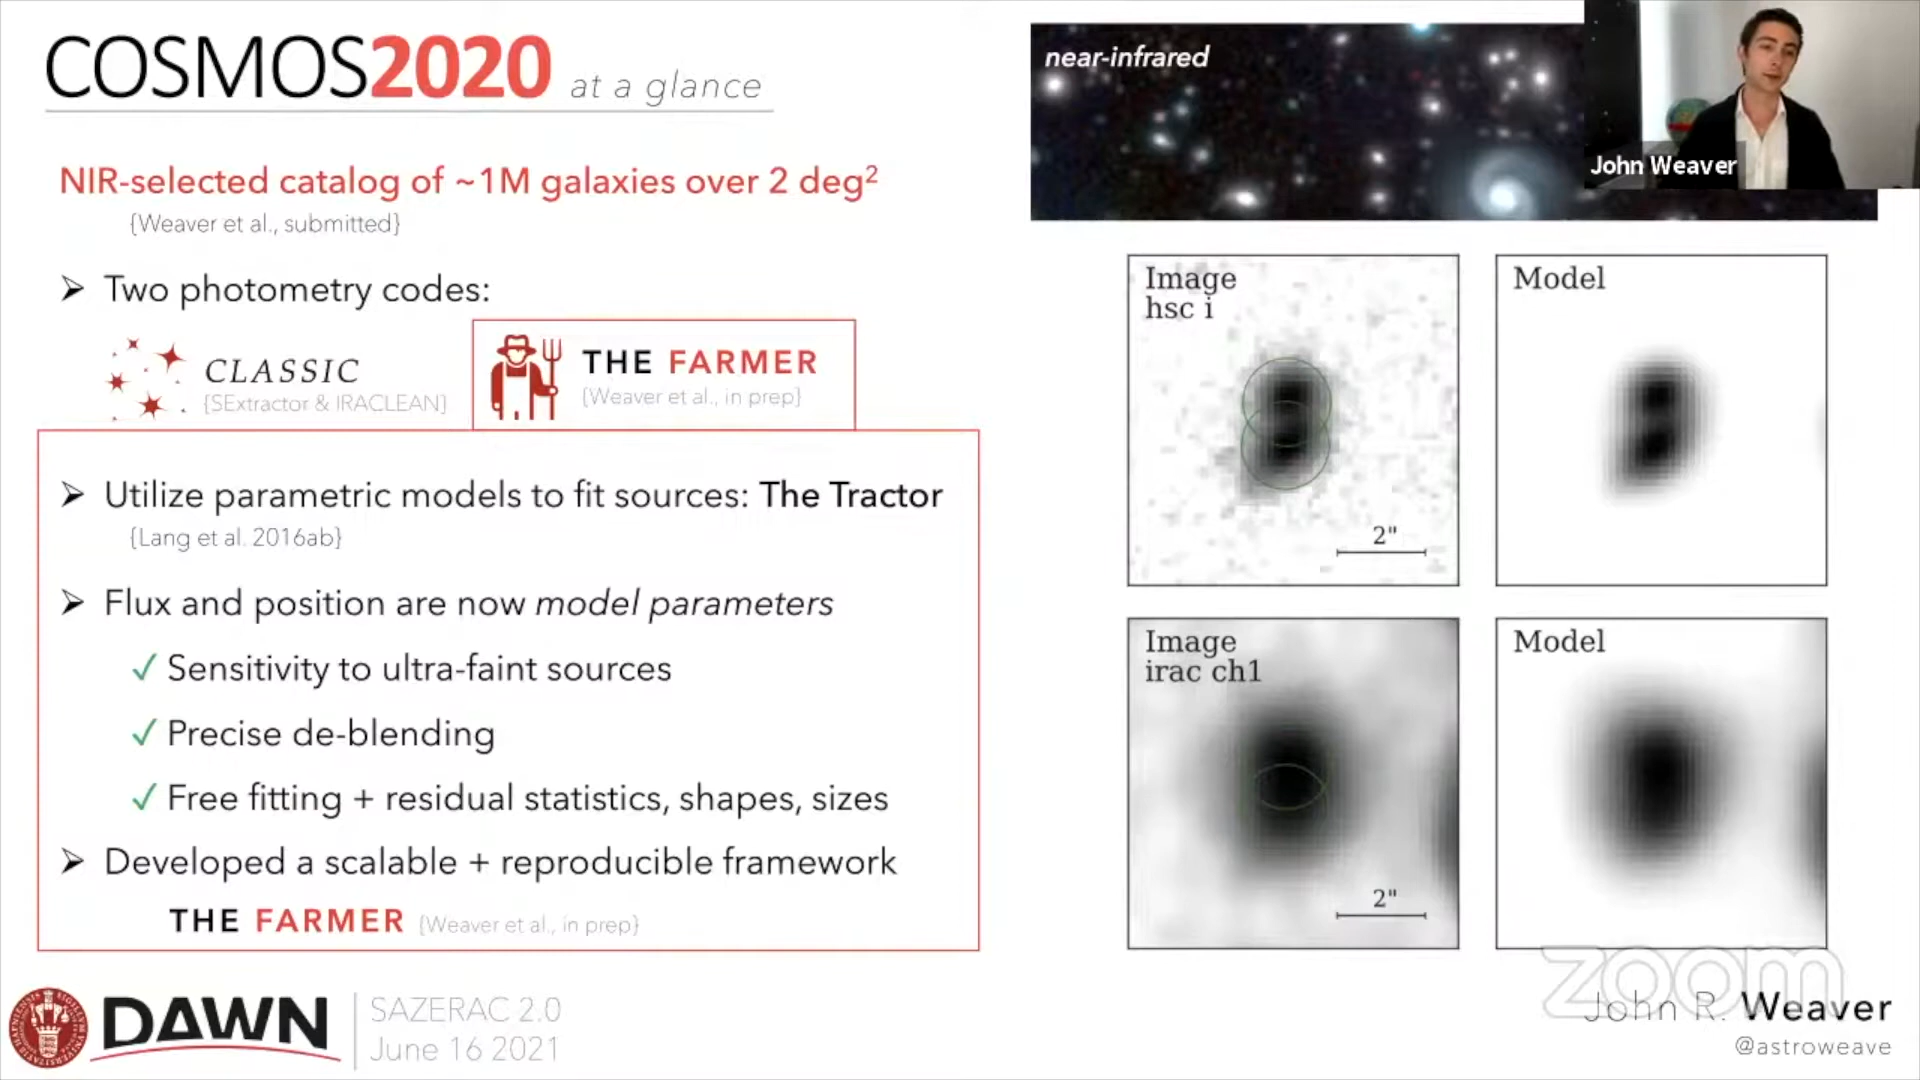 COSMOS2020 at a glance
near-infrared
John Weaver
NIR-selected catalog of ~1M galaxies over 2 deg²
{Weaver et al., submitted}
➢ Two photometry codes:
CLASSIC
{SExtractor & IRACLEAN}
THE FARMER
{Weaver et al., in prep}
➢ Utilize parametric models to fit sources: The Tractor
{Lang et al. 2016ab}
➢ Flux and position are now model parameters
✓ Sensitivity to ultra-faint sources
✓ Precise de-blending
✓ Free fitting + residual statistics, shapes, sizes
➢ Developed a scalable + reproducible framework
THE FARMER {Weaver et al., in prep}
Image
hsc i
2"
Model
Image
irac ch1
2"
Model
DAWN
SAZERAC 2.0
June 16 2021
zoom
John R. Weaver
@astroweave